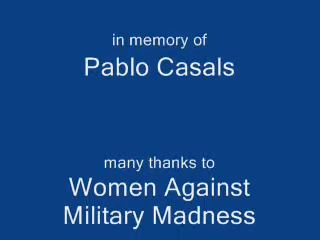 in memory of
Pablo Casals
many thanks to
Women Against
Military Madness